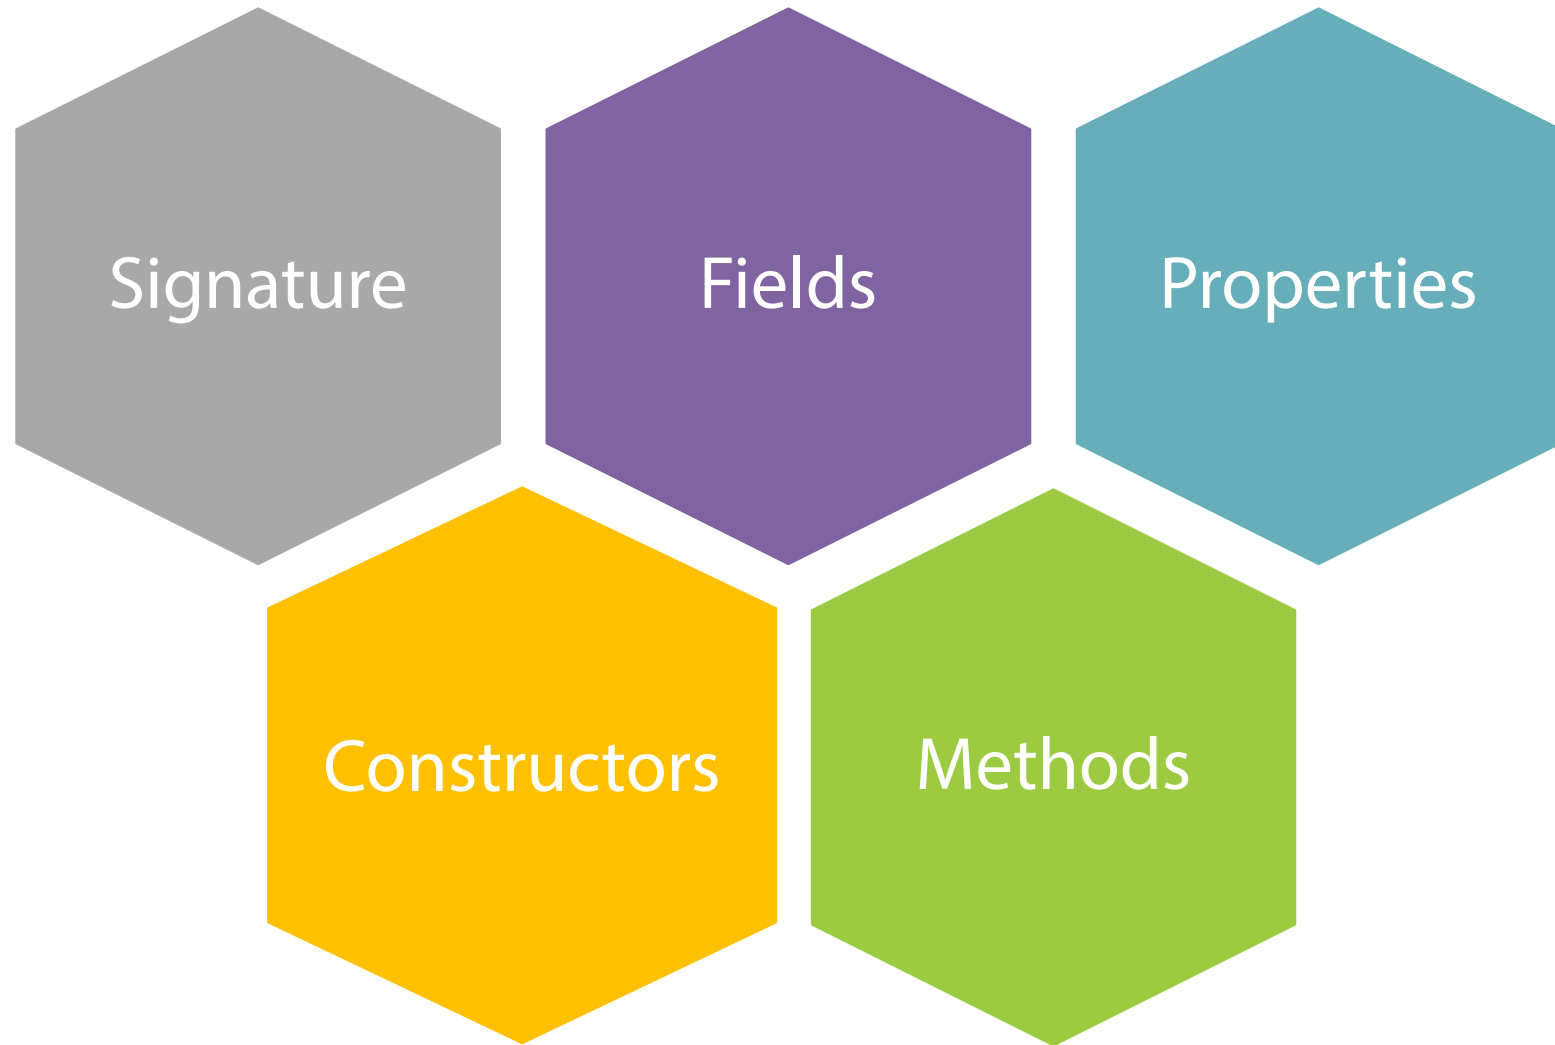 Signature
Fields
Properties
Constructors
Methods